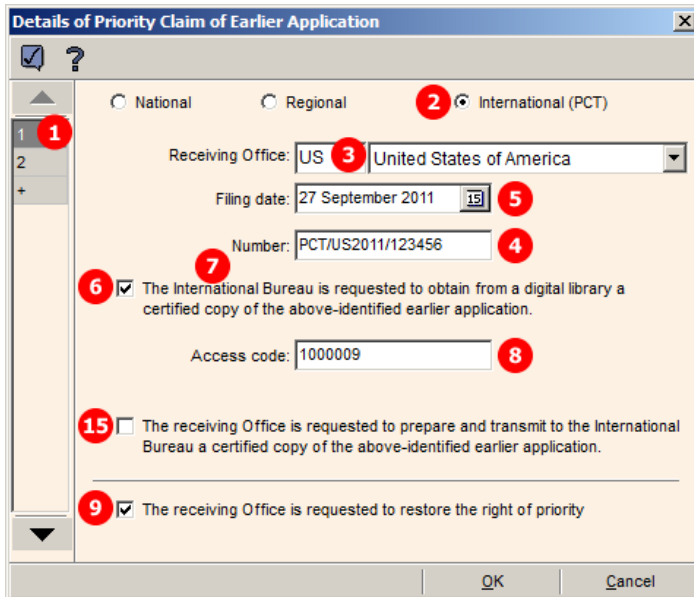 Details of Priority Claim of Earlier Application
?
National Regional 2 International (PCT)
1 1
2
+
Receiving Office: US 3 United States of America
Filing date: 27 September 2011 15 5
Number: PCT/US2011/123456 4
7
6 The International Bureau is requested to obtain from a digital library a
certified copy of the above-identified earlier application.
Access code: 1000009 8
15 The receiving Office is requested to prepare and transmit to the International
Bureau a certified copy of the above-identified earlier application.
9 The receiving Office is requested to restore the right of priority
OK Cancel